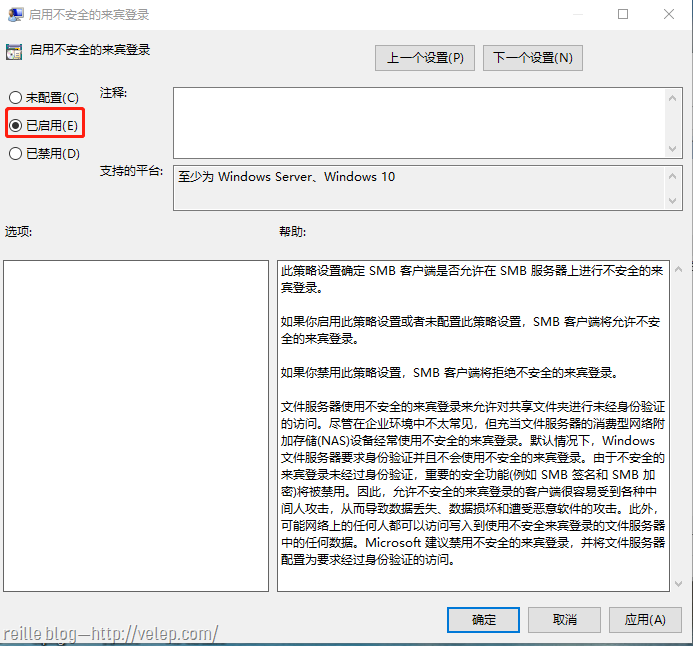 启用不安全的来宾登录
启用不安全的来宾登录
上一个设置(P)
下一个设置(N)
未配置(C)
注释:
已启用(E)
已禁用(D)
支持的平台:
至少为 Windows Server、Windows 10
选项:
帮助:
此策略设置确定 SMB 客户端是否允许在 SMB 服务器上进行不安全的来
宾登录。
如果你启用此策略设置或者未配置此策略设置，SMB 客户端将允许不安
全的来宾登录。
如果你禁用此策略设置，SMB 客户端将拒绝不安全的来宾登录。
文件服务器使用不安全的来宾登录来允许对共享文件夹进行未经身份验证
的访问。尽管在企业环境中不太常见，但充当文件服务器的消费型网络附
加存储(NAS)设备经常使用不安全的来宾登录。默认情况下，Windows
文件服务器要求身份验证并且不会使用不安全的来宾登录。由于不安全的
来宾登录未经过身份验证，重要的安全功能(例如 SMB 签名和 SMB 加
密)将被禁用。因此，允许不安全的来宾登录的客户端很容易受到各种中
间人攻击，从而导致数据丢失、数据损坏和遭受恶意软件的攻击。此外，
可能网络上的任何人都可以访问写入到使用不安全来宾登录的文件服务器
中的任何数据。Microsoft 建议禁用不安全的来宾登录，并将文件服务器
配置为要求经过身份验证的访问。
确定
取消
应用(A)
reille blog—http://velep.com/